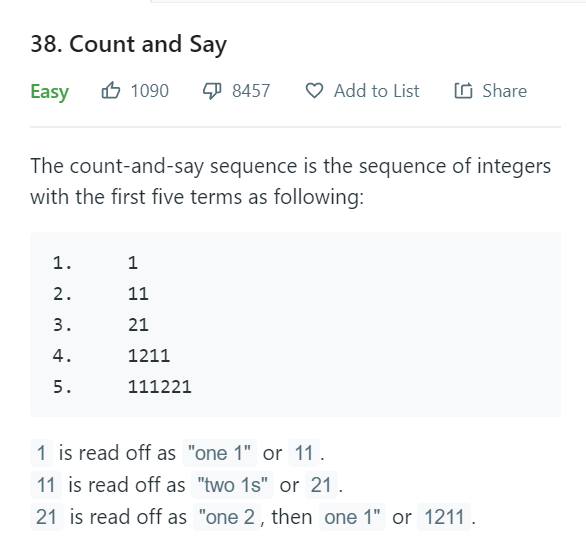 38. Count and Say
Easy 1090 8457 Add to List Share
The count-and-say sequence is the sequence of integers
with the first five terms as following:
1. 1
2. 11
3. 21
4. 1211
5. 111221
1 is read off as "one 1" or 11 .
11 is read off as "two 1s" or 21 .
21 is read off as "one 2 , then one 1" or 1211 .